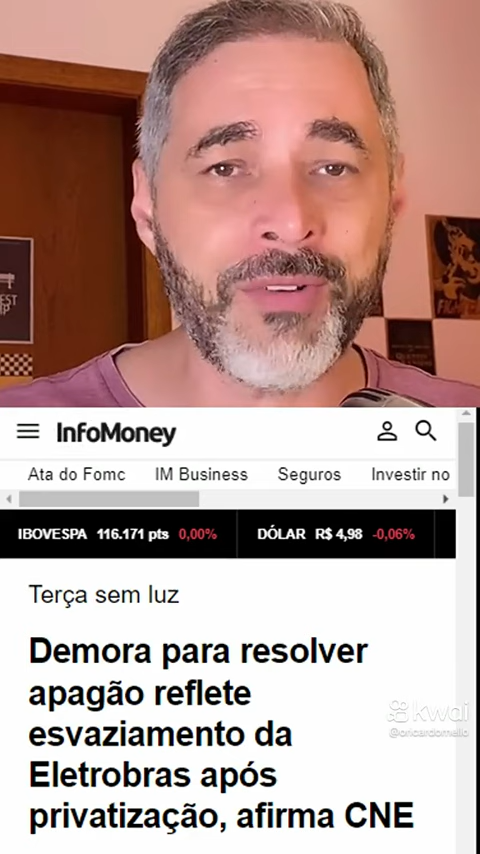 InfoMoney
Ata do Fomc IM Business Seguros Investir no
IBOVESPA 116.171 pts 0,00% DÓLAR R$ 4,98 -0,06%
Terça sem luz
Demora para resolver
apagão reflete
esvaziamento da
Eletrobras após
privatização, afirma CNE
kwai
@oricardomello